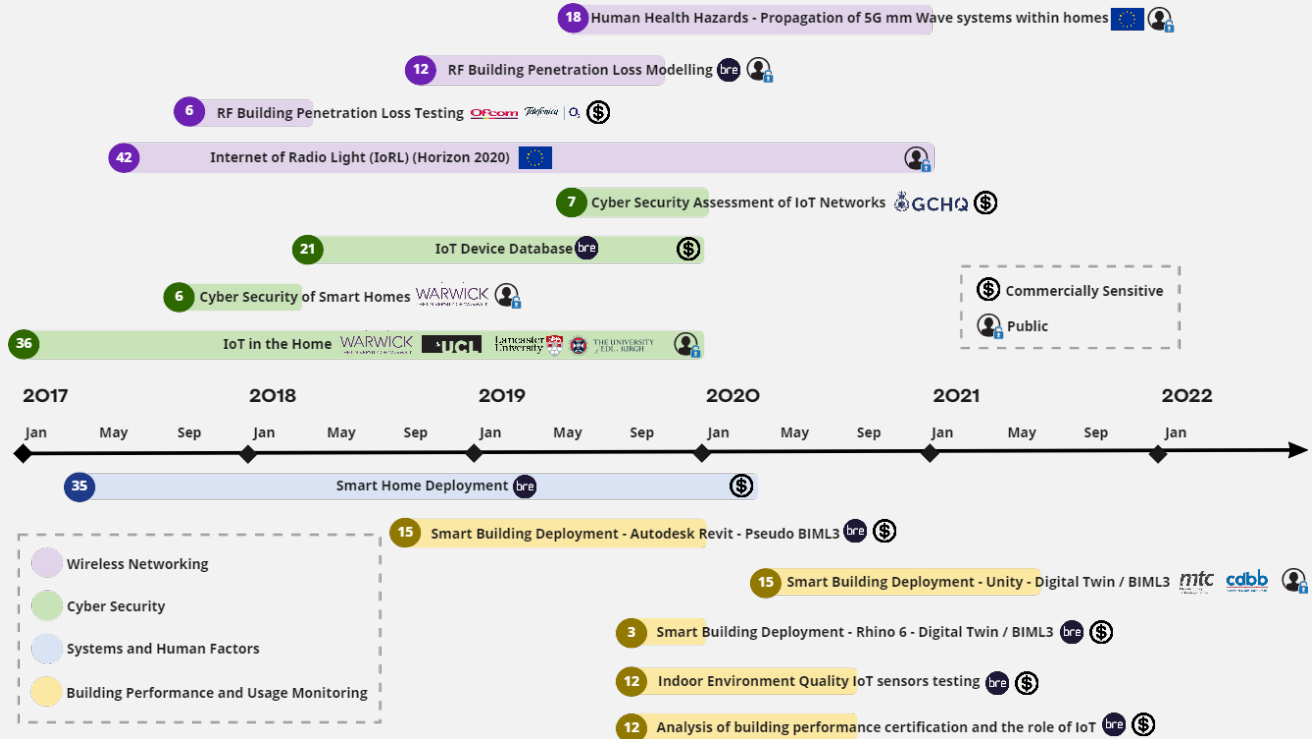 18 Human Health Hazards - Propagation of 5G mm Wave systems within homes
12 RF Building Penetration Loss Modelling bre
6 RF Building Penetration Loss Testing Ofcom Telefónica | O₂
42 Internet of Radio Light (IoRL) (Horizon 2020)
7 Cyber Security Assessment of IoT Networks GCHQ
21 IoT Device Database bre
6 Cyber Security of Smart Homes WARWICK
36 IoT in the Home WARWICK UCL Lancaster University THE UNIVERSITY of EDINBURGH
Commercially Sensitive
Public
2017 2018 2019 2020 2021 2022
Jan May Sep Jan May Sep Jan May Sep Jan May Sep Jan May Sep Jan
35 Smart Home Deployment bre
15 Smart Building Deployment - Autodesk Revit - Pseudo BIML3 bre
15 Smart Building Deployment - Unity - Digital Twin / BIML3 mtc cdbb
3 Smart Building Deployment - Rhino 6 - Digital Twin / BIML3 bre
12 Indoor Environment Quality IoT sensors testing bre
12 Analysis of building performance certification and the role of IoT bre
Wireless Networking
Cyber Security
Systems and Human Factors
Building Performance and Usage Monitoring